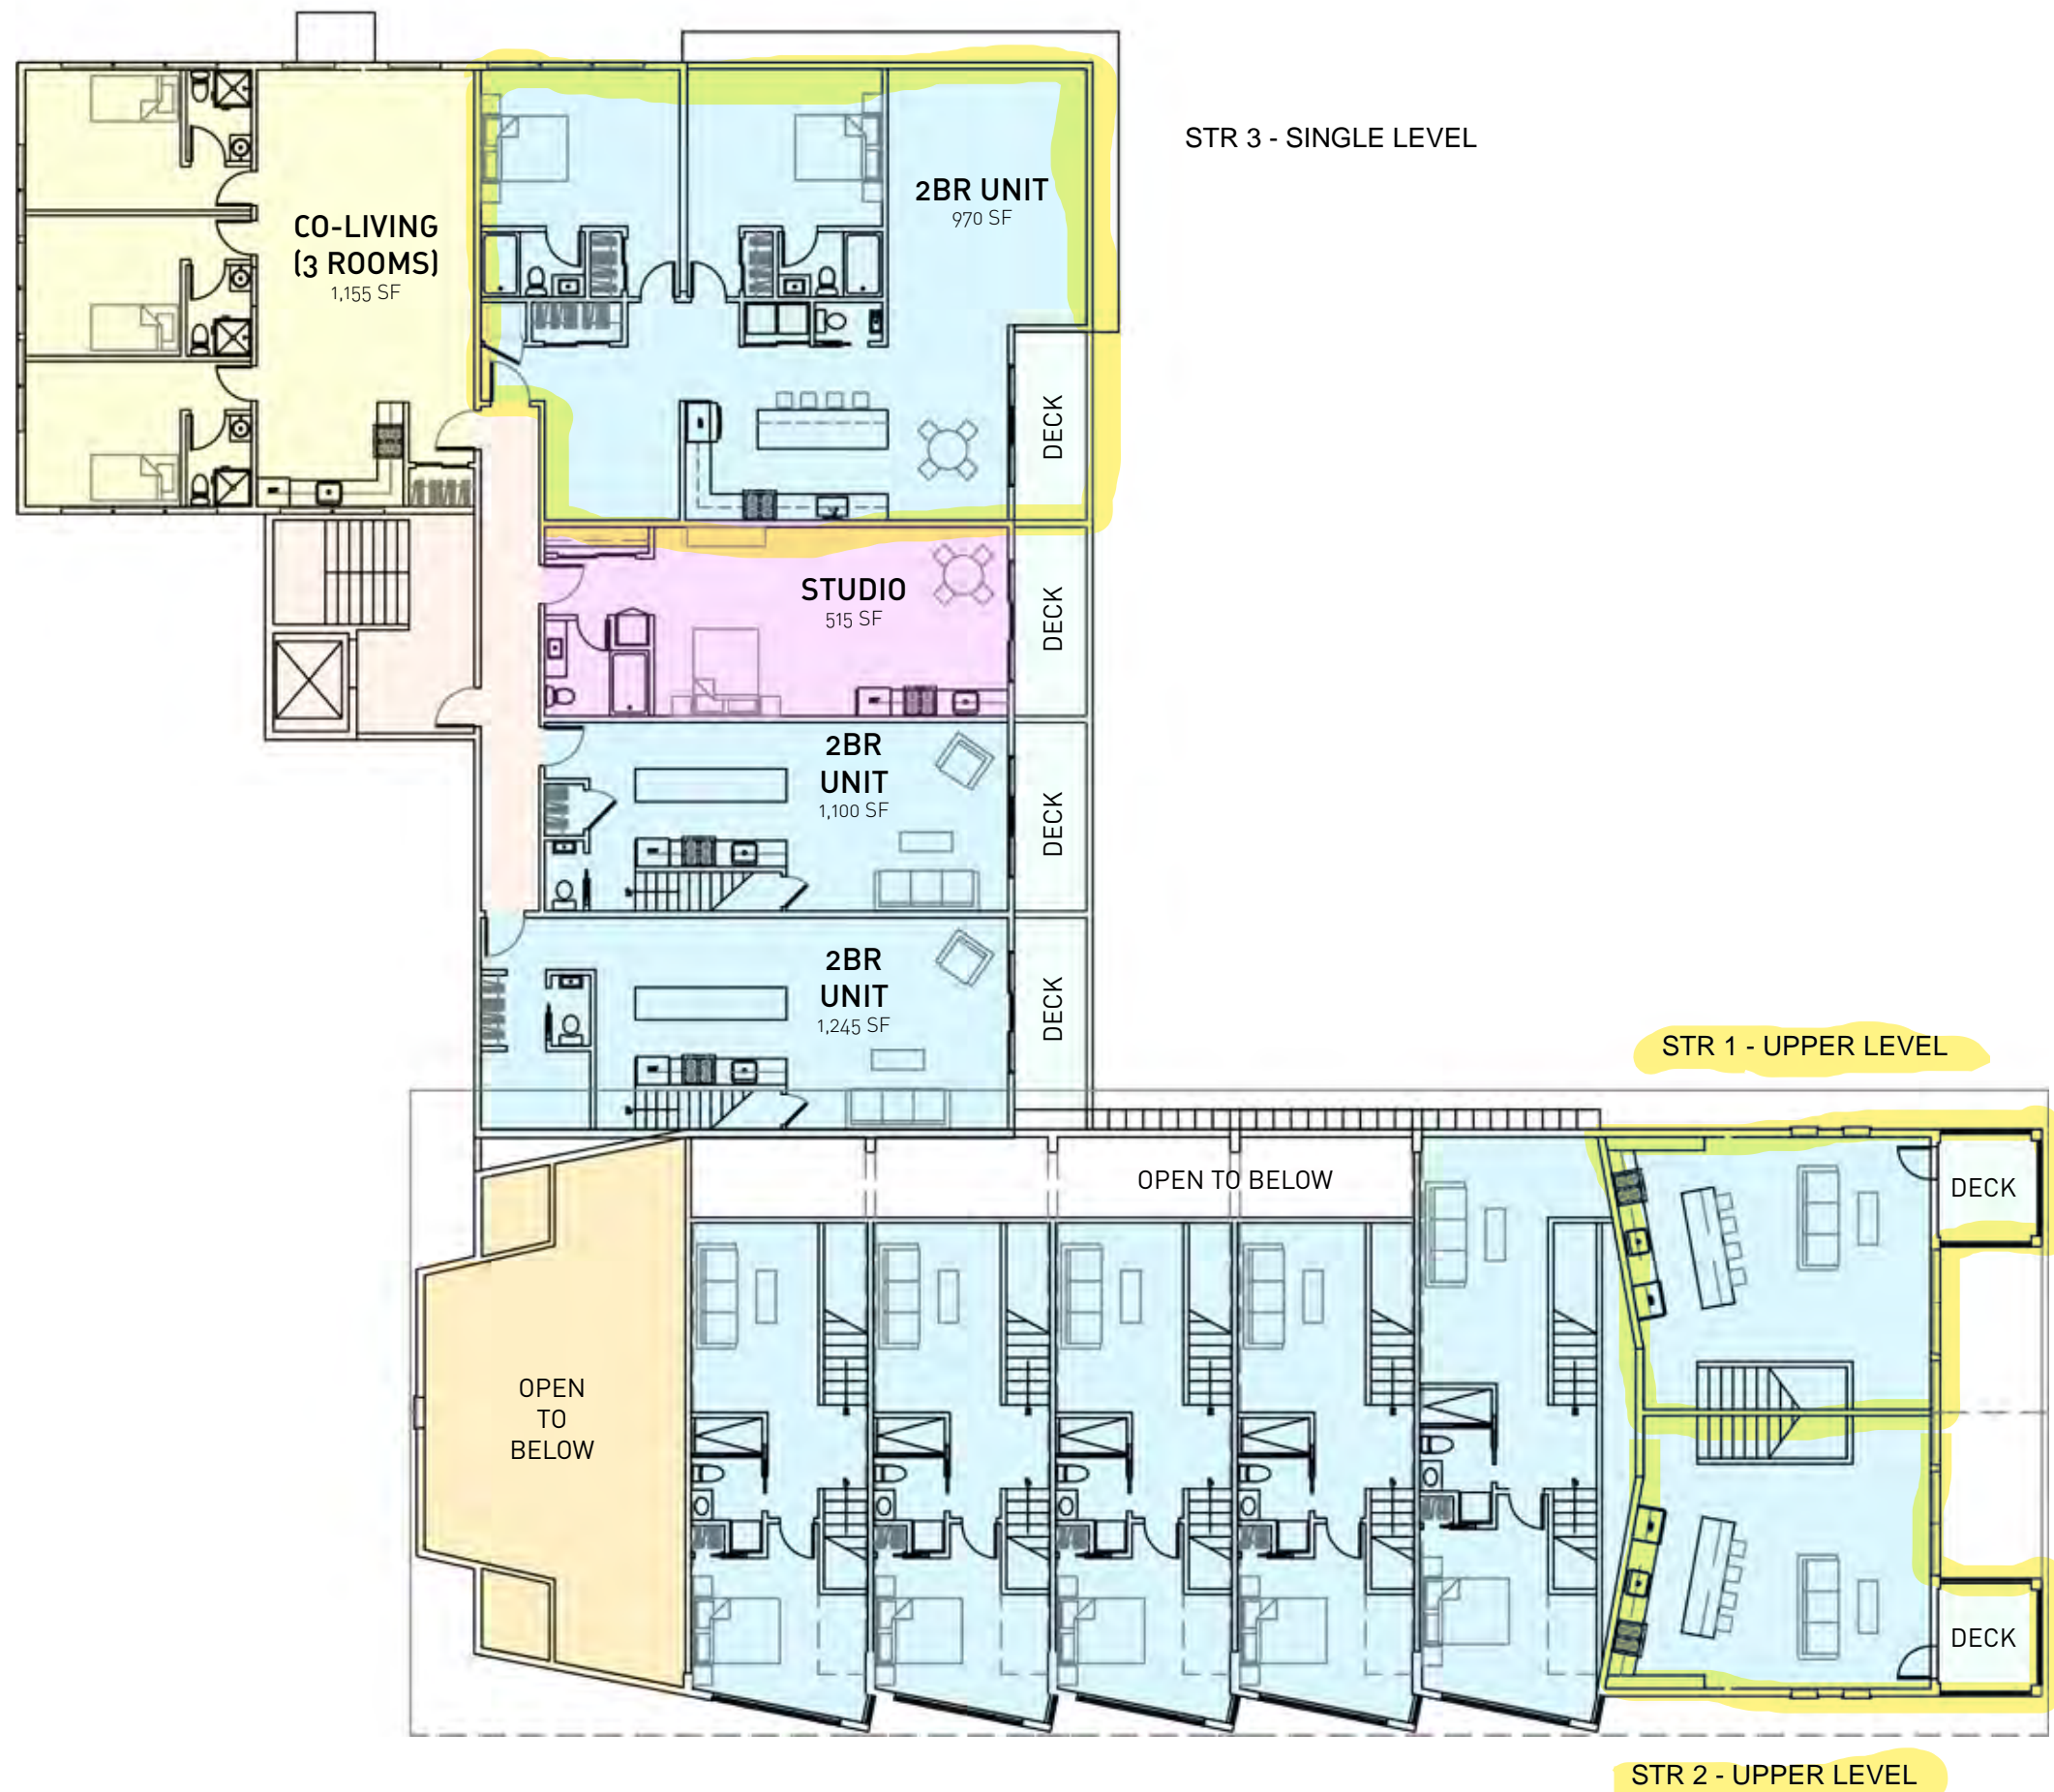 STR 3 - SINGLE LEVEL
2BR UNIT
970 SF
CO-LIVING
(3 ROOMS)
1,155 SF
DECK
STUDIO
515 SF
DECK
2BR
UNIT
1,100 SF
DECK
2BR
UNIT
1,245 SF
DECK
STR 1 - UPPER LEVEL
OPEN TO BELOW
DECK
OPEN
TO
BELOW
DECK
STR 2 - UPPER LEVEL